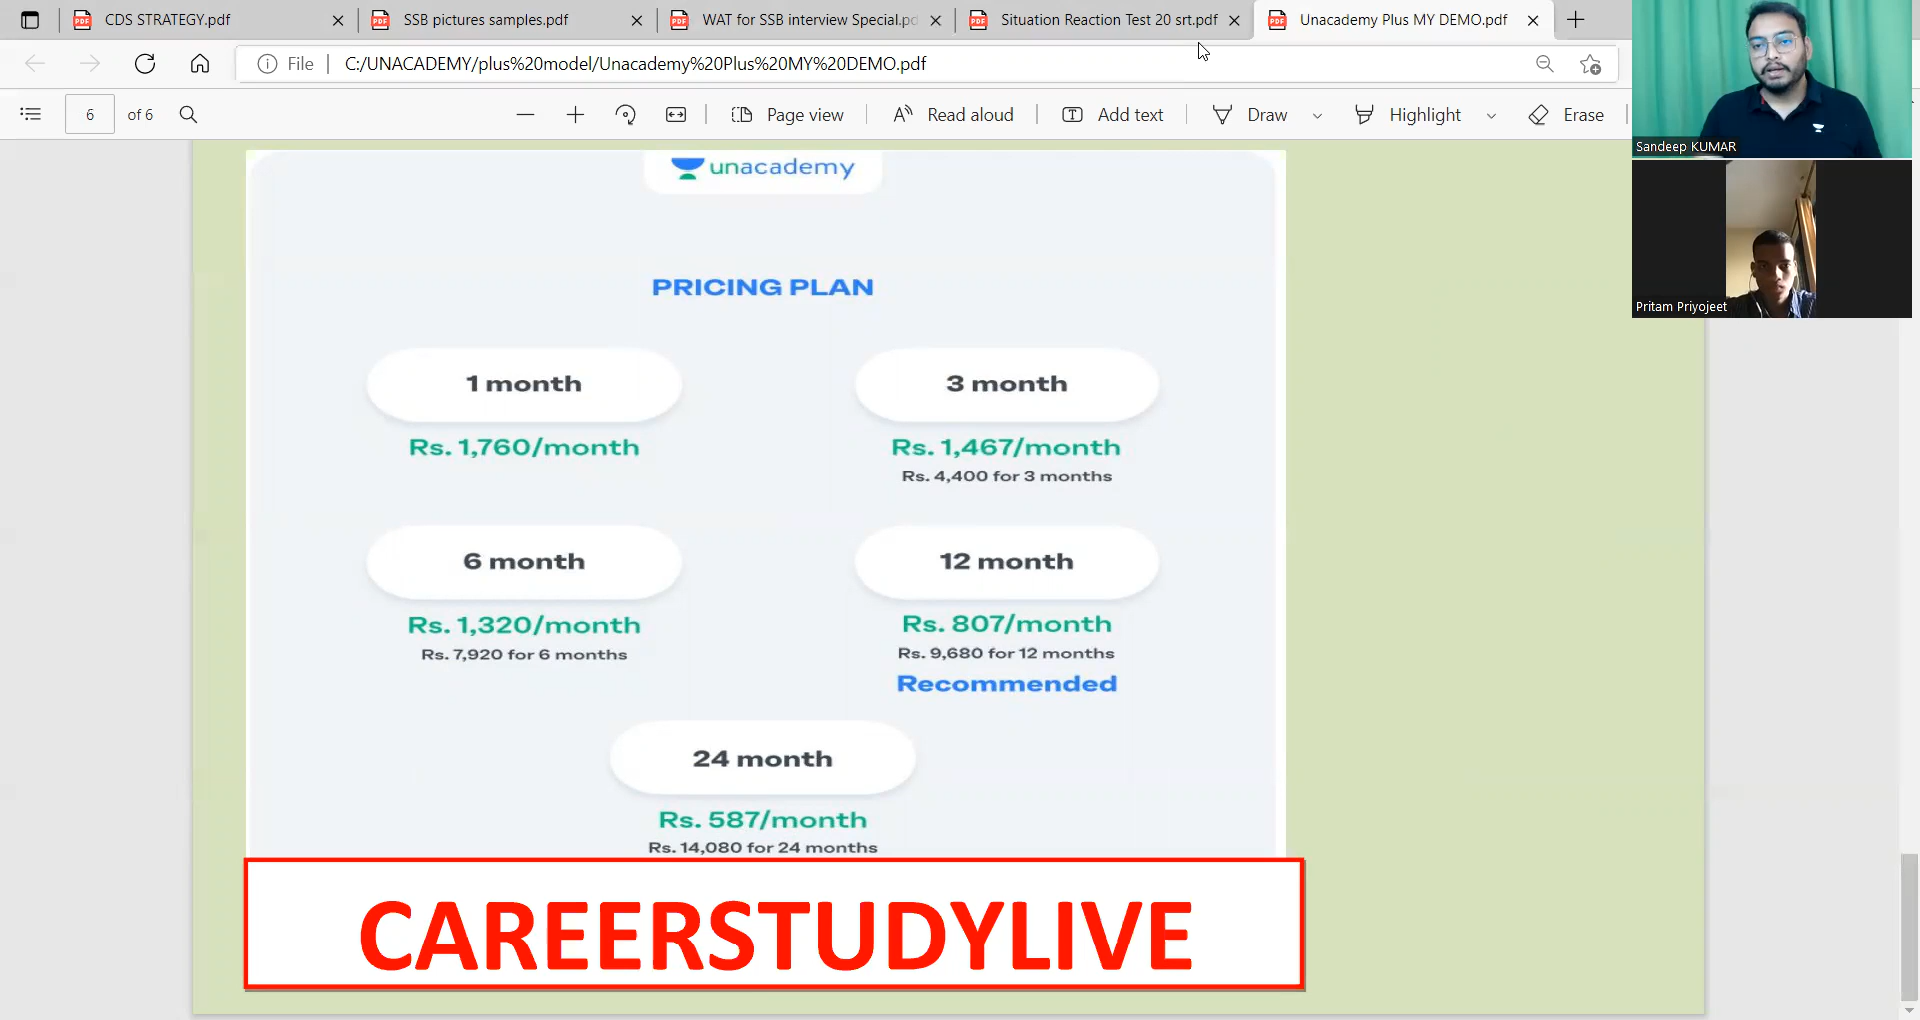 CDS STRATEGY.pdf
SSB pictures samples.pdf
WAT for SSB interview Special.pd
Situation Reaction Test 20 srt.pdf
Unacademy Plus MY DEMO.pdf
File
C:/UNACADEMY/plus%20model/Unacademy%20Plus%20MY%20DEMO.pdf
6 of 6
Page view
Read aloud
Add text
Draw
Highlight
Erase
Sandeep KUMAR
Pritam Priyojeet
unacademy
PRICING PLAN
1 month
Rs. 1,760/month
3 month
Rs. 1,467/month
Rs. 4,400 for 3 months
6 month
Rs. 1,320/month
Rs. 7,920 for 6 months
12 month
Rs. 807/month
Rs. 9,680 for 12 months
Recommended
24 month
Rs. 587/month
Rs. 14,080 for 24 months
CAREERSTUDYLIVE